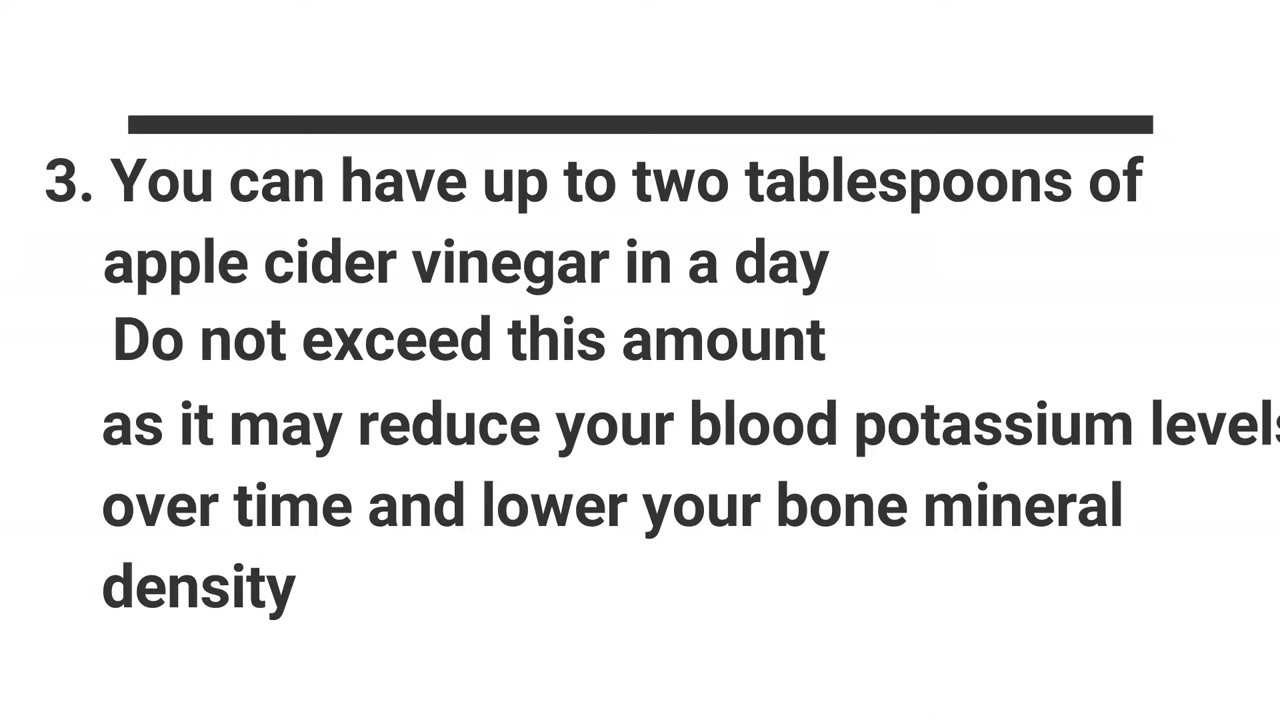 3. You can have up to two tablespoons of
apple cider vinegar in a day
Do not exceed this amount
as it may reduce your blood potassium levels
over time and lower your bone mineral
density